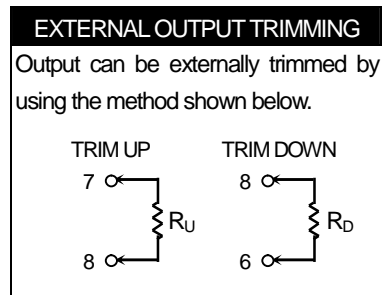 EXTERNAL OUTPUT TRIMMING
Output can be externally trimmed by
using the method shown below.
TRIM UP TRIM DOWN
7 8
RU RD
8 6